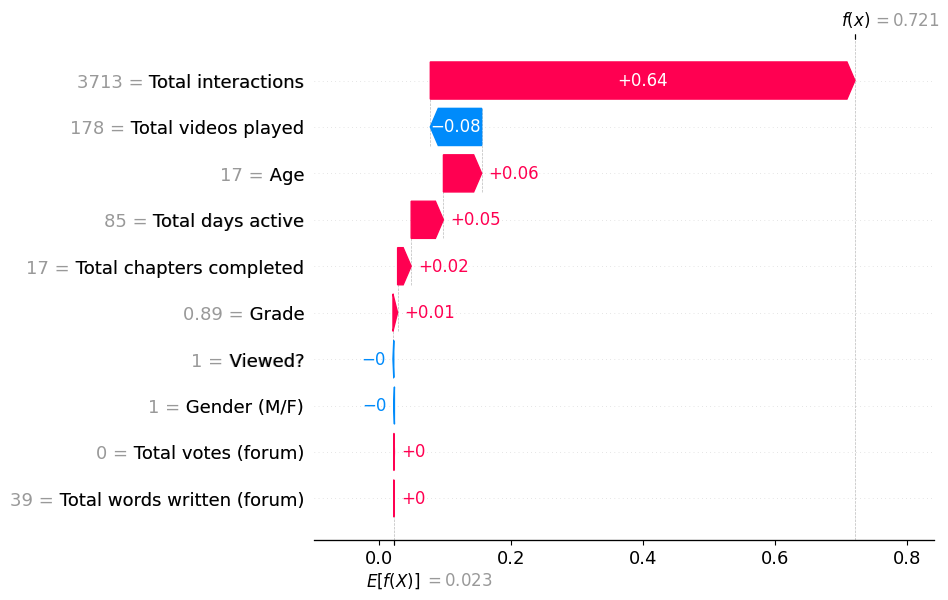 f(x) = 0.721
3713 = Total interactions +0.64
178 = Total videos played −0.08
17 = Age +0.06
85 = Total days active +0.05
17 = Total chapters completed +0.02
0.89 = Grade +0.01
1 = Viewed? −0
1 = Gender (M/F) −0
0 = Total votes (forum) +0
39 = Total words written (forum) +0
0.0 0.2 0.4 0.6 0.8
E[f(X)] = 0.023